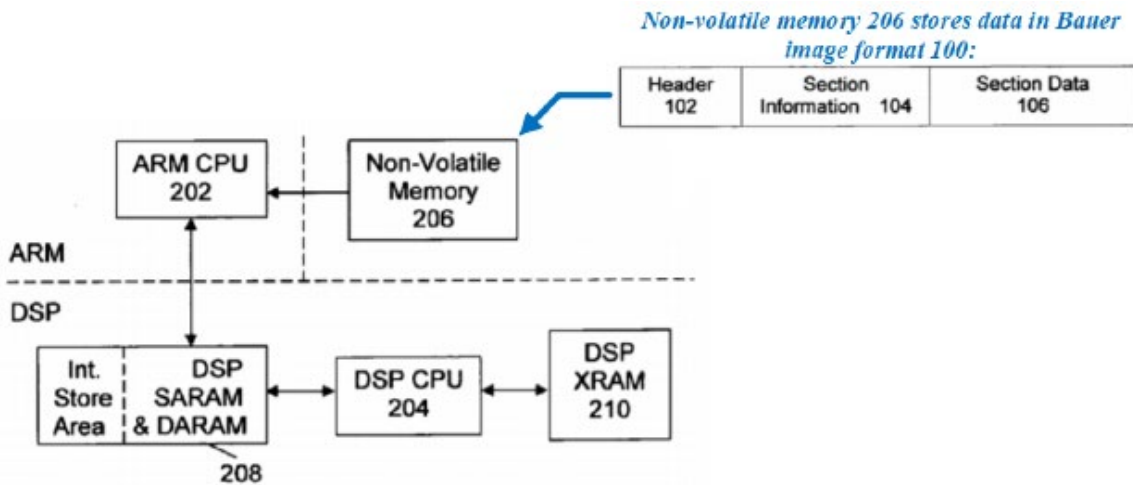 Non-volatile memory 206 stores data in Bauer
image format 100:
Header
102
Section
Information 104
Section Data
106
ARM CPU
202
Non-Volatile
Memory
206
ARM
DSP
Int.
Store
Area
DSP
SARAM
& DARAM
DSP CPU
204
DSP
XRAM
210
208